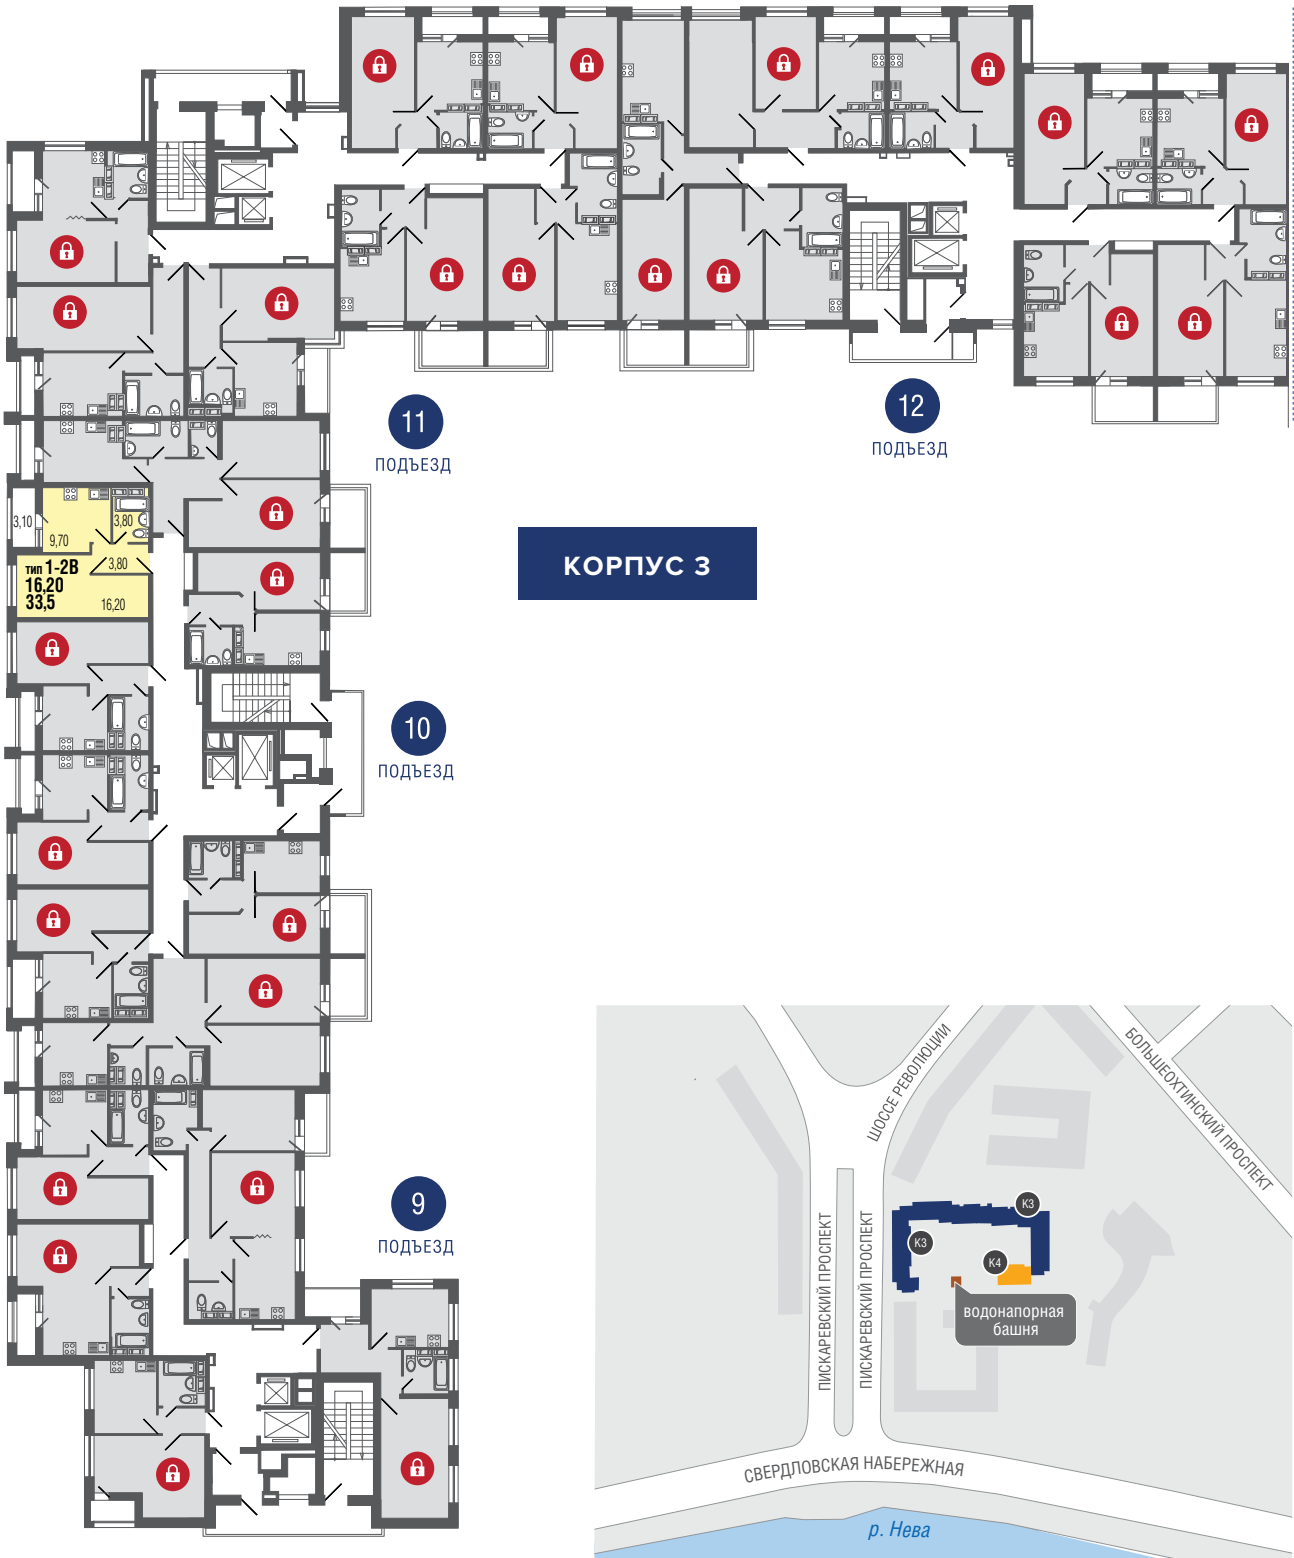 11
ПОДЪЕЗД
12
ПОДЪЕЗД
3,10
9,70
3,80
3,80
тип 1-2В
16,20
33,5
16,20
КОРПУС 3
10
ПОДЪЕЗД
9
ПОДЪЕЗД
ШОССЕ РЕВОЛЮЦИИ
БОЛЬШЕОХТИНСКИЙ ПРОСПЕКТ
ПИСКАРЕВСКИЙ ПРОСПЕКТ
ПИСКАРЕВСКИЙ ПРОСПЕКТ
К3
К3
К4
водонапорная
башня
СВЕРДЛОВСКАЯ НАБЕРЕЖНАЯ
р. Нева